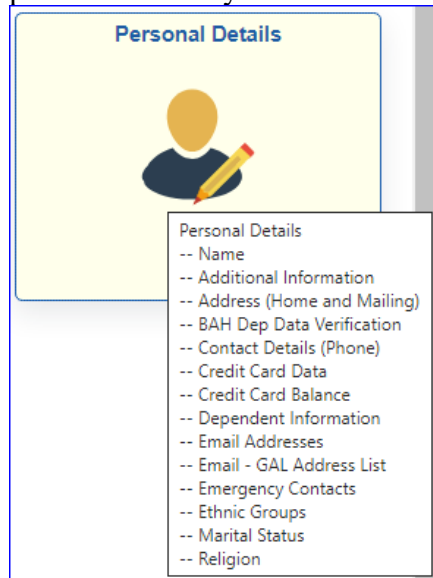 Personal Details
Personal Details
-- Name
-- Additional Information
-- Address (Home and Mailing)
-- BAH Dep Data Verification
-- Contact Details (Phone)
-- Credit Card Data
-- Credit Card Balance
-- Dependent Information
-- Email Addresses
-- Email - GAL Address List
-- Emergency Contacts
-- Ethnic Groups
-- Marital Status
-- Religion